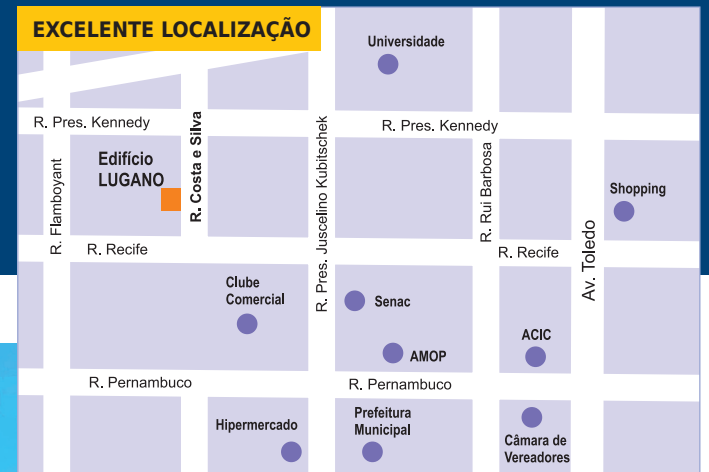 EXCELENTE LOCALIZAÇÃO
Universidade
R. Pres. Kennedy
R. Pres. Kennedy
R. Costa e Silva
R. Pres. Juscelino Kubitschek
R. Flamboyant
Edifício
LUGANO
R. Rui Barbosa
Shopping
Av. Toledo
R. Recife
R. Recife
Clube
Comercial
Senac
AMOP
ACIC
R. Pernambuco
R. Pernambuco
Hipermercado
Prefeitura
Municipal
Câmara de
Vereadores